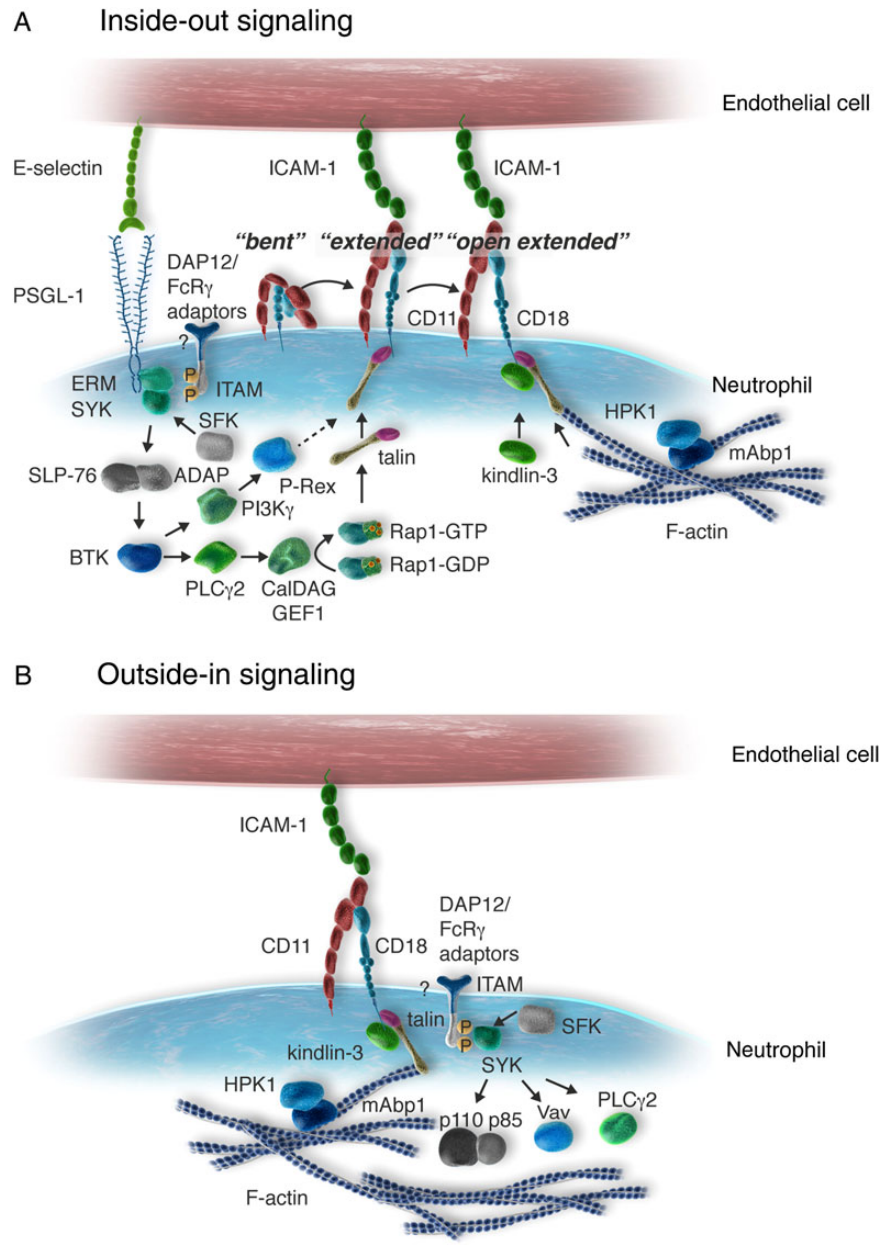 A Inside-out signaling
Endothelial cell
E-selectin
ICAM-1
ICAM-1
"bent" "extended" "open extended"
PSGL-1
DAP12/
FcRγ
adaptors
?
CD11
CD18
Neutrophil
ERM
SYK
P
P
ITAM
SFK
HPK1
mAbp1
SLP-76
ADAP
P-Rex
talin
kindlin-3
PI3Kγ
F-actin
BTK
PLCγ2
CalDAG
GEF1
Rap1-GTP
Rap1-GDP
B Outside-in signaling
Endothelial cell
ICAM-1
DAP12/
FcRγ
adaptors
CD11
CD18
?
ITAM
talin
P
P
SFK
kindlin-3
SYK
Neutrophil
HPK1
mAbp1
p110 p85
Vav
PLCγ2
F-actin